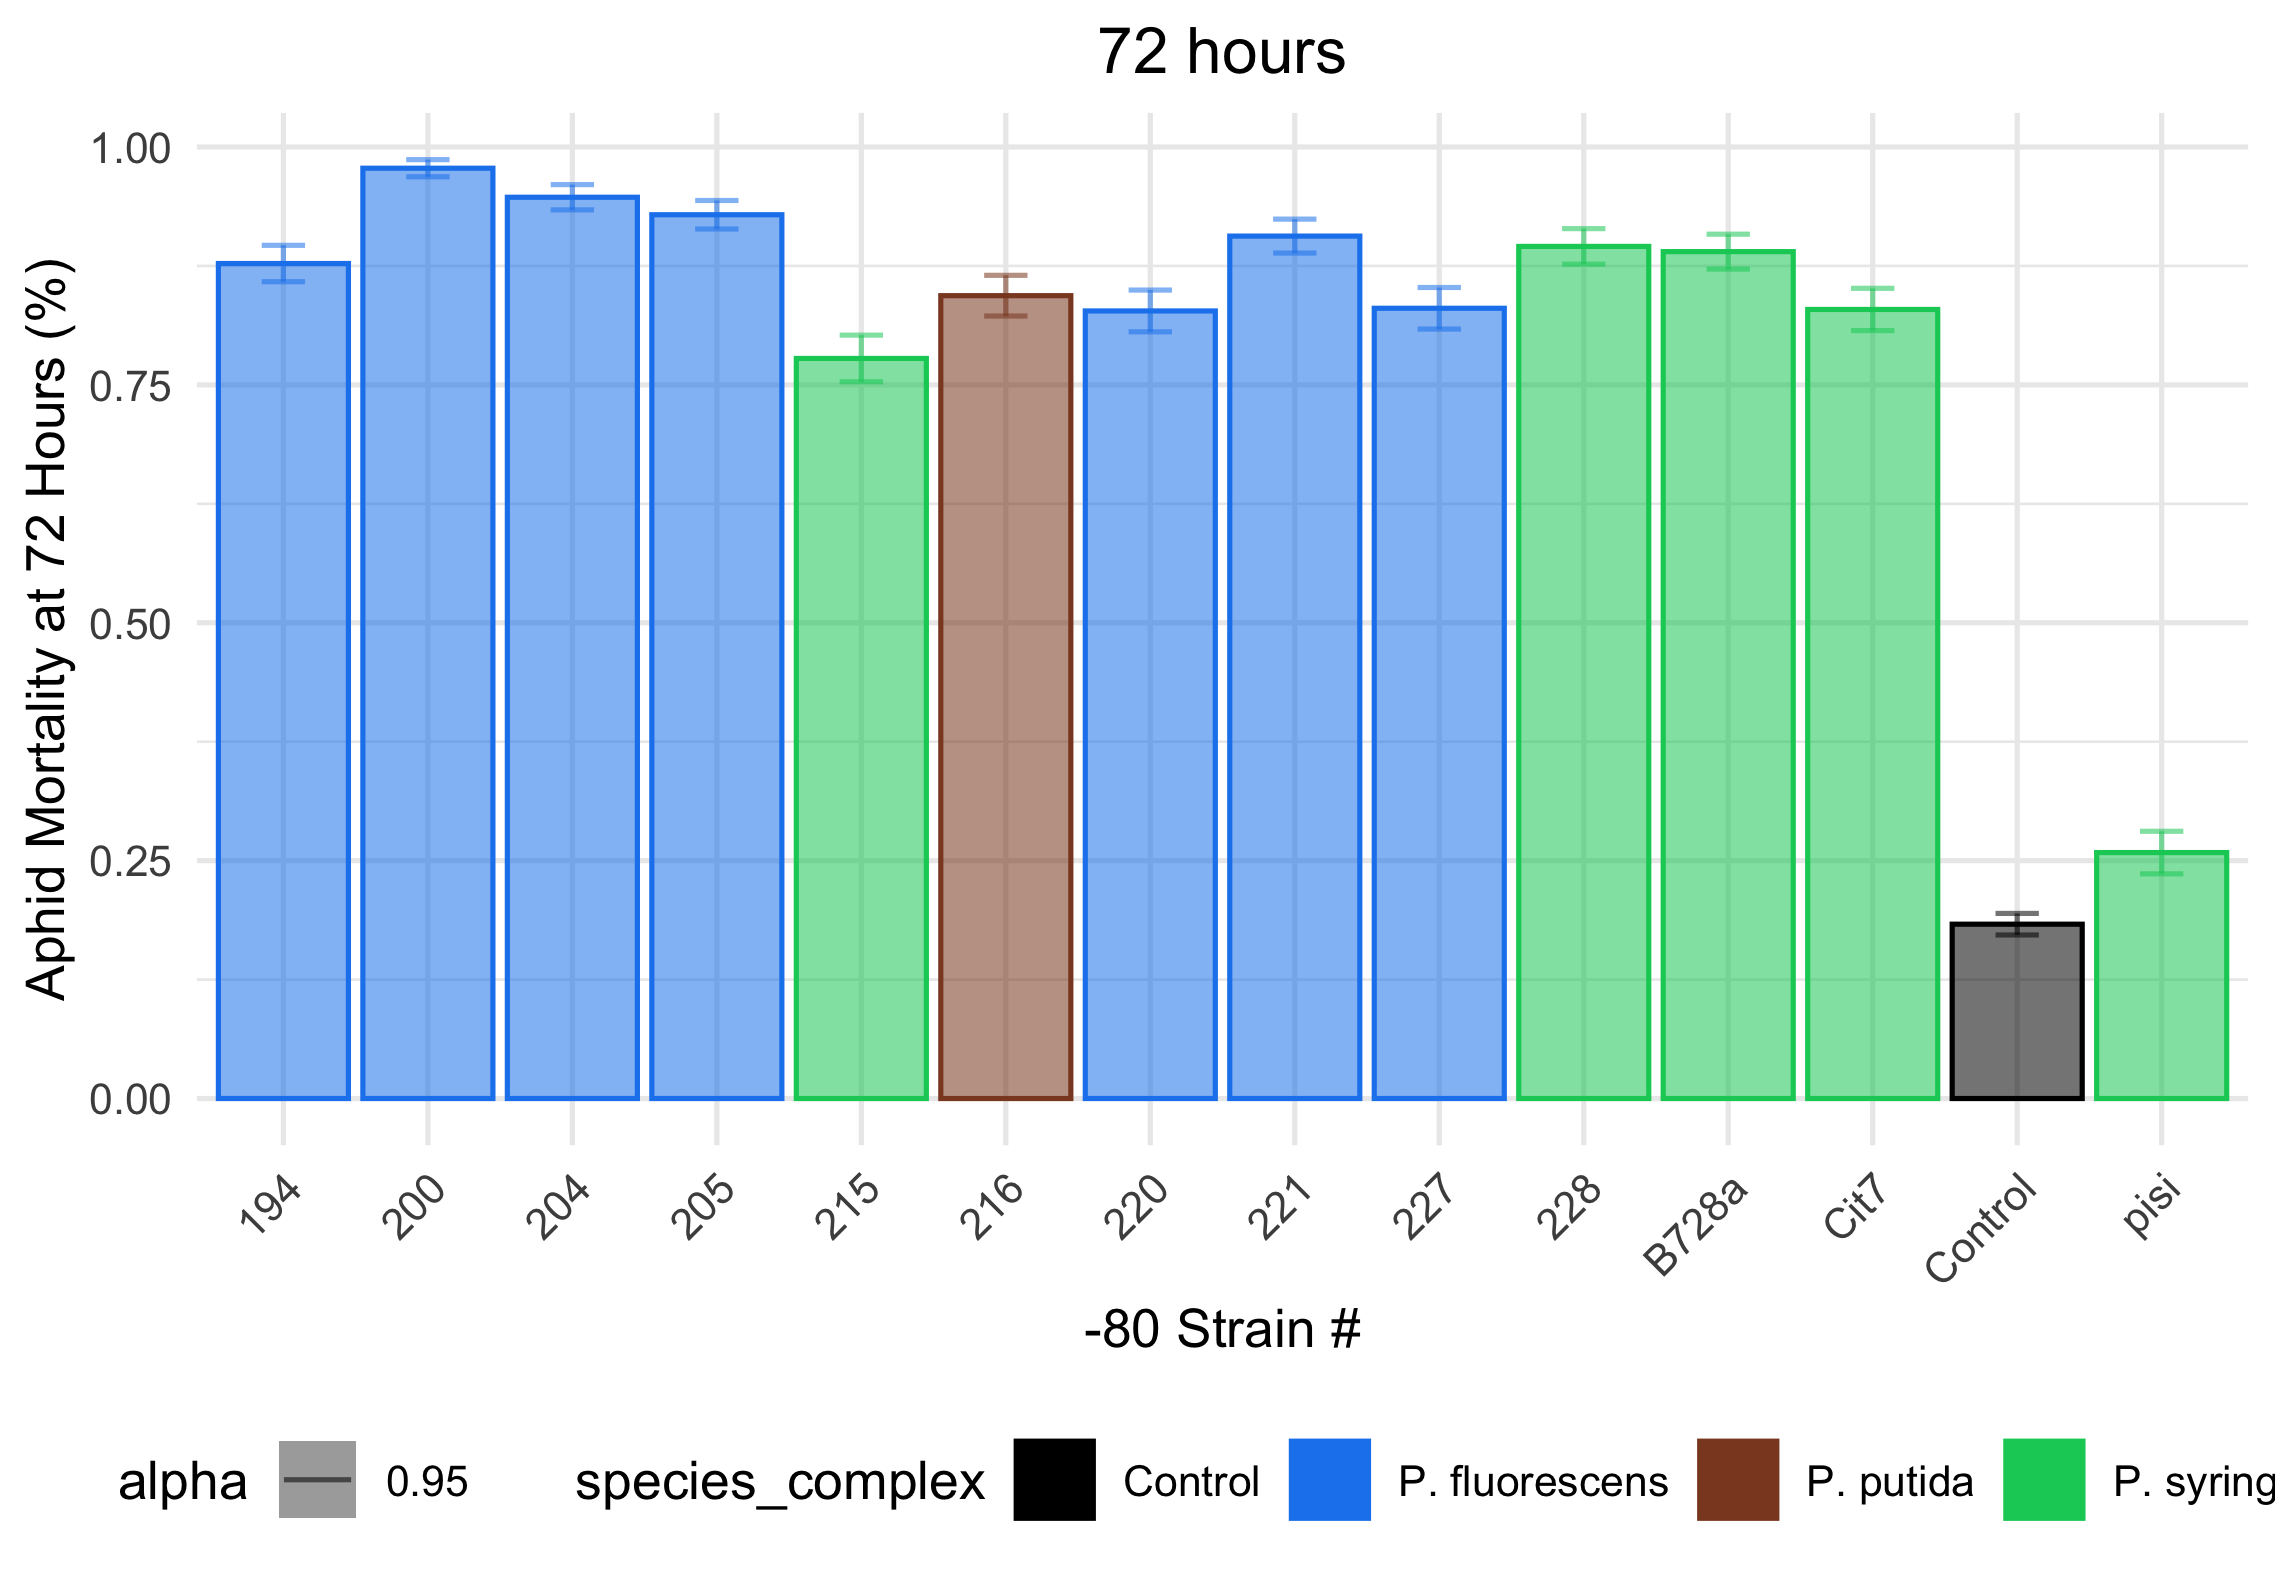 72 hours
Aphid Mortality at 72 Hours (%)
1.00
0.75
0.50
0.25
0.00
194 200 204 205 215 216 220 221 227 228 B728a Cit7 Control pisi
-80 Strain #
alpha 0.95 species_complex Control P. fluorescens P. putida P. syring